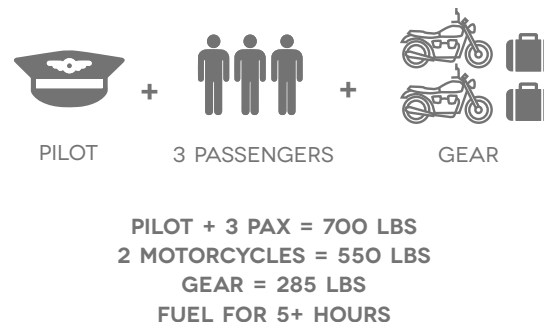 + +
PILOT 3 PASSENGERS GEAR
PILOT + 3 PAX = 700 LBS
2 MOTORCYCLES = 550 LBS
GEAR = 285 LBS
FUEL FOR 5+ HOURS